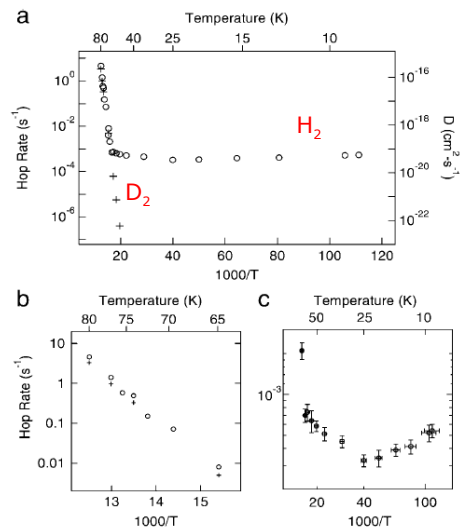 a
Temperature (K)
80 40 25 15 10
10^0
10^-2
10^-4
10^-6
Hop Rate (s^-1)
H2
D2
10^-16
10^-18
10^-20
10^-22
D (cm^2-s^-1)
20 40 60 80 100 120
1000/T
b
Temperature (K)
80 75 70 65
10
1
0.1
0.01
Hop Rate (s^-1)
13 14 15
1000/T
c
Temperature (K)
50 25 10
10^-3
20 40 100
1000/T